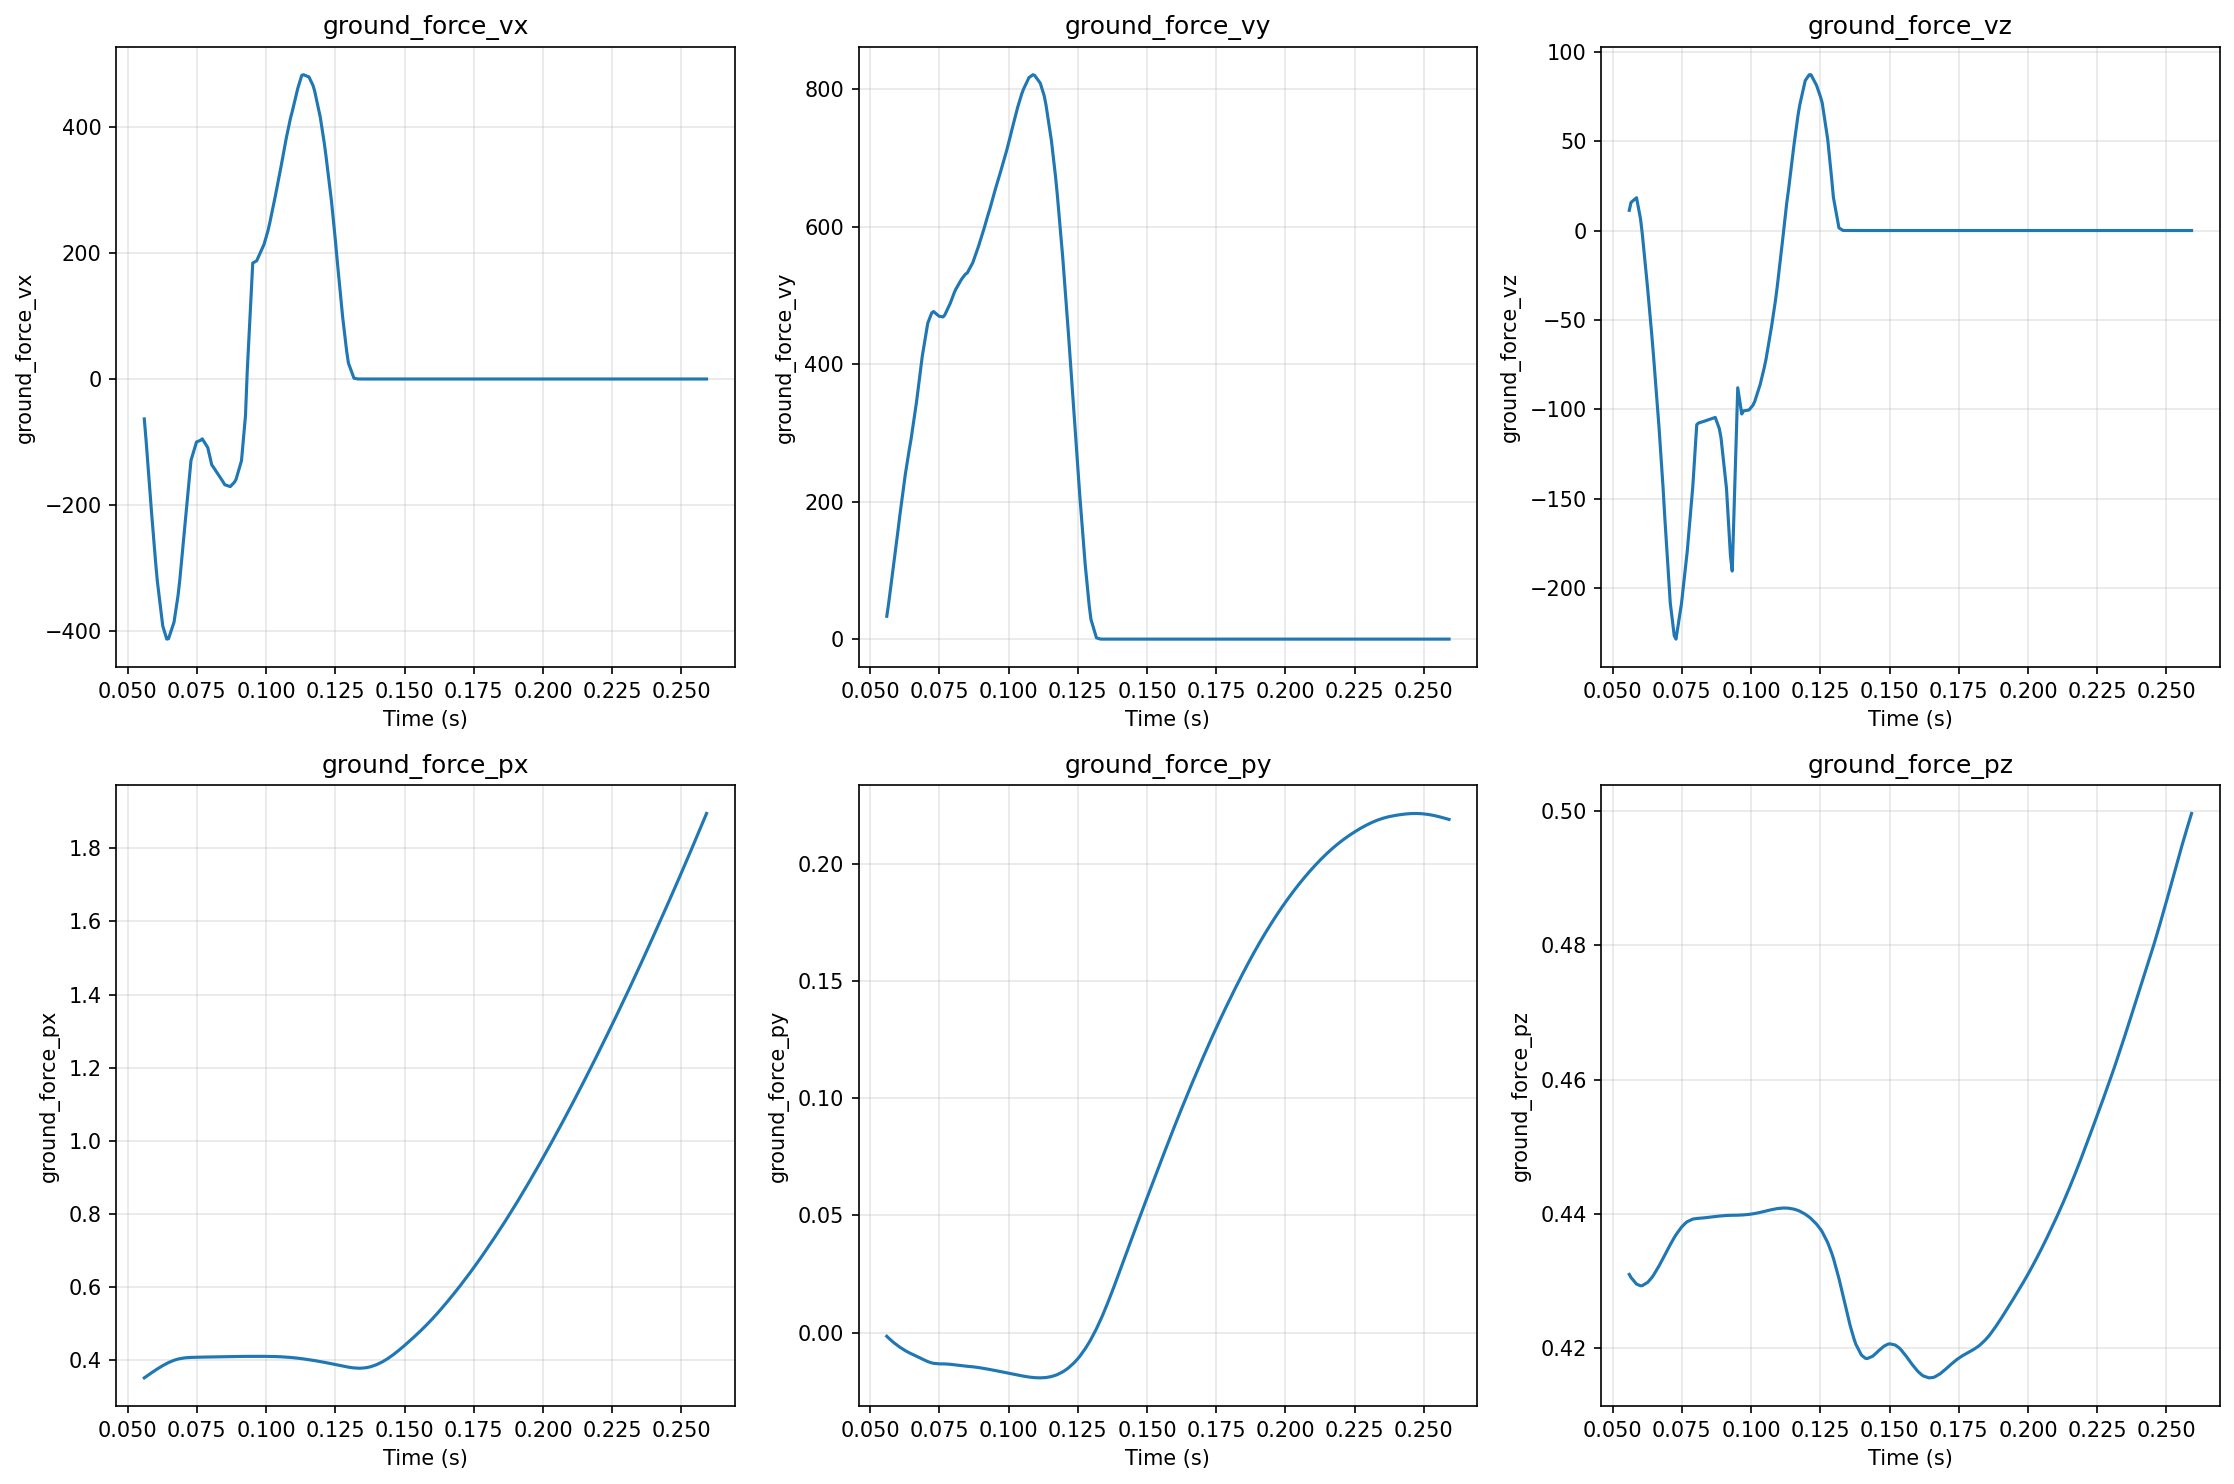 ground_force_vx
ground_force_vy
ground_force_vz
ground_force_vx
400
200
0
−200
−400
0.050 0.075 0.100 0.125 0.150 0.175 0.200 0.225 0.250
Time (s)
ground_force_vy
800
600
400
200
0
0.050 0.075 0.100 0.125 0.150 0.175 0.200 0.225 0.250
Time (s)
ground_force_vz
100
50
0
−50
−100
−150
−200
0.050 0.075 0.100 0.125 0.150 0.175 0.200 0.225 0.250
Time (s)
ground_force_px
ground_force_py
ground_force_pz
ground_force_px
1.8
1.6
1.4
1.2
1.0
0.8
0.6
0.4
0.050 0.075 0.100 0.125 0.150 0.175 0.200 0.225 0.250
Time (s)
ground_force_py
0.20
0.15
0.10
0.05
0.00
0.050 0.075 0.100 0.125 0.150 0.175 0.200 0.225 0.250
Time (s)
ground_force_pz
0.50
0.48
0.46
0.44
0.42
0.050 0.075 0.100 0.125 0.150 0.175 0.200 0.225 0.250
Time (s)